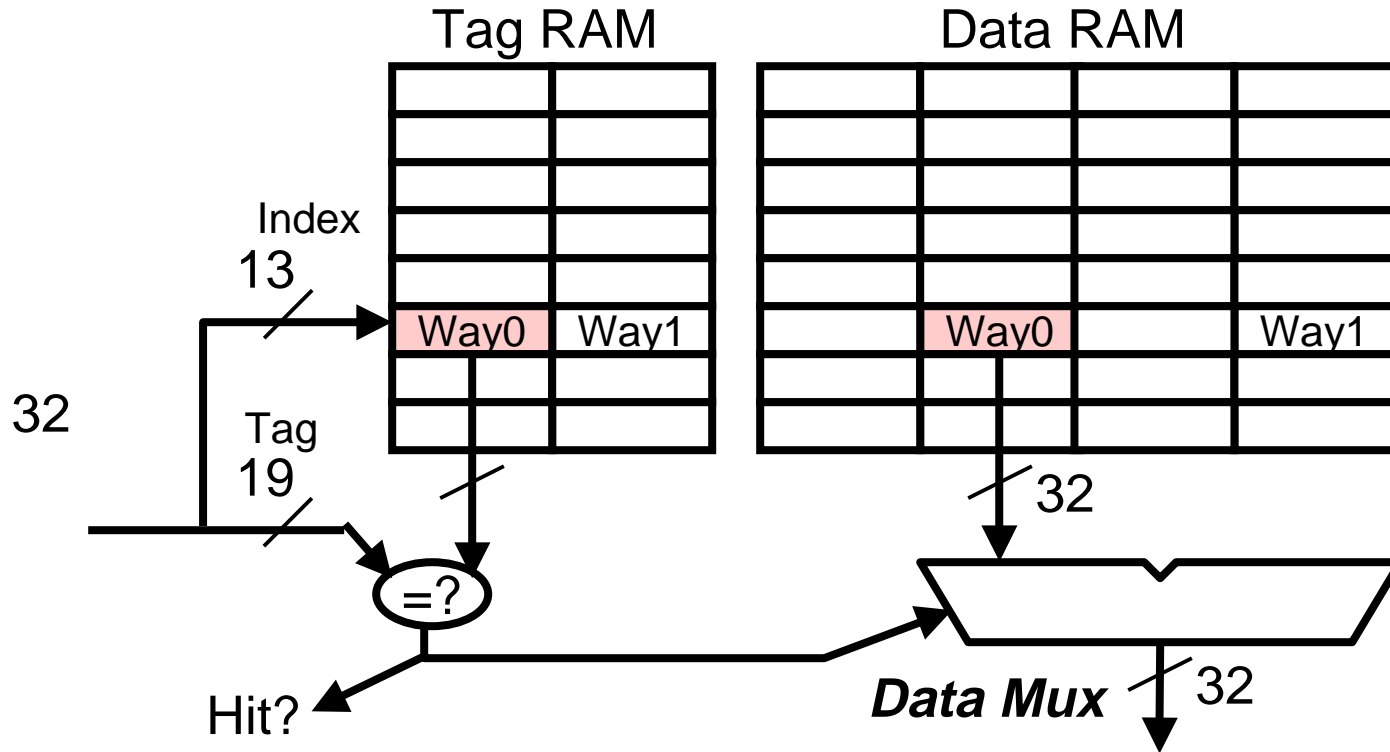 Tag RAM
Data RAM
Index
13
Way0
Way1
Way0
Way1
32
Tag
19
32
=?
Hit?
Data Mux
32